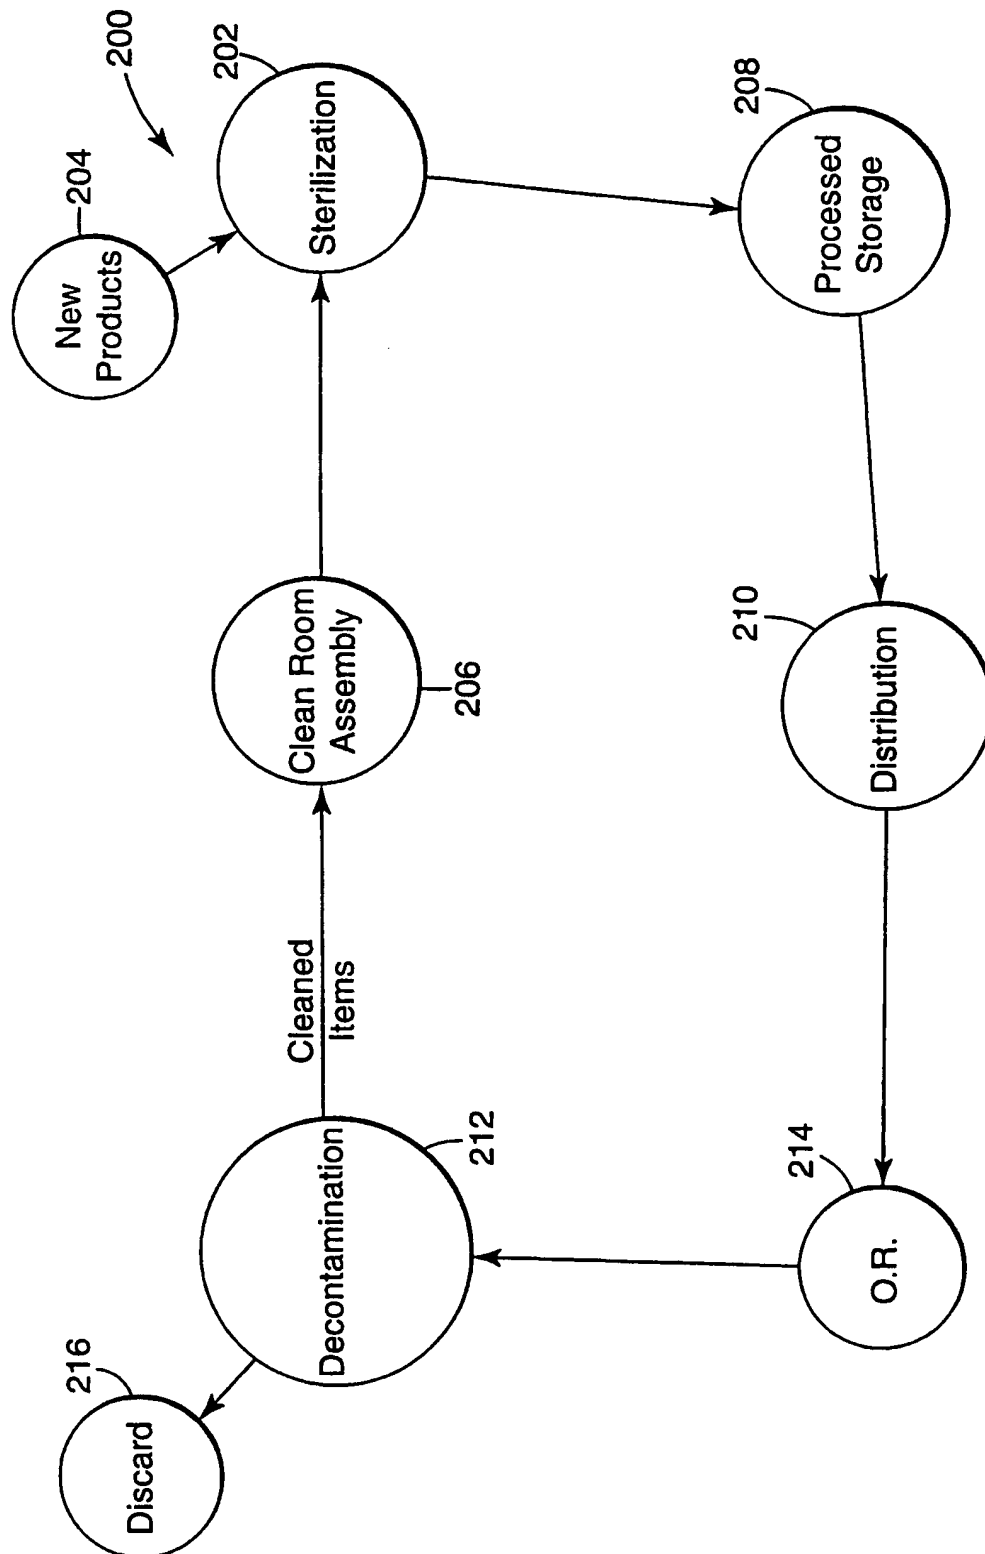 200
216
Discard
Decontamination
212
Cleaned
Items
Clean Room
Assembly
206
204
New
Products
202
Sterilization
214
O.R.
210
Distribution
208
Processed
Storage